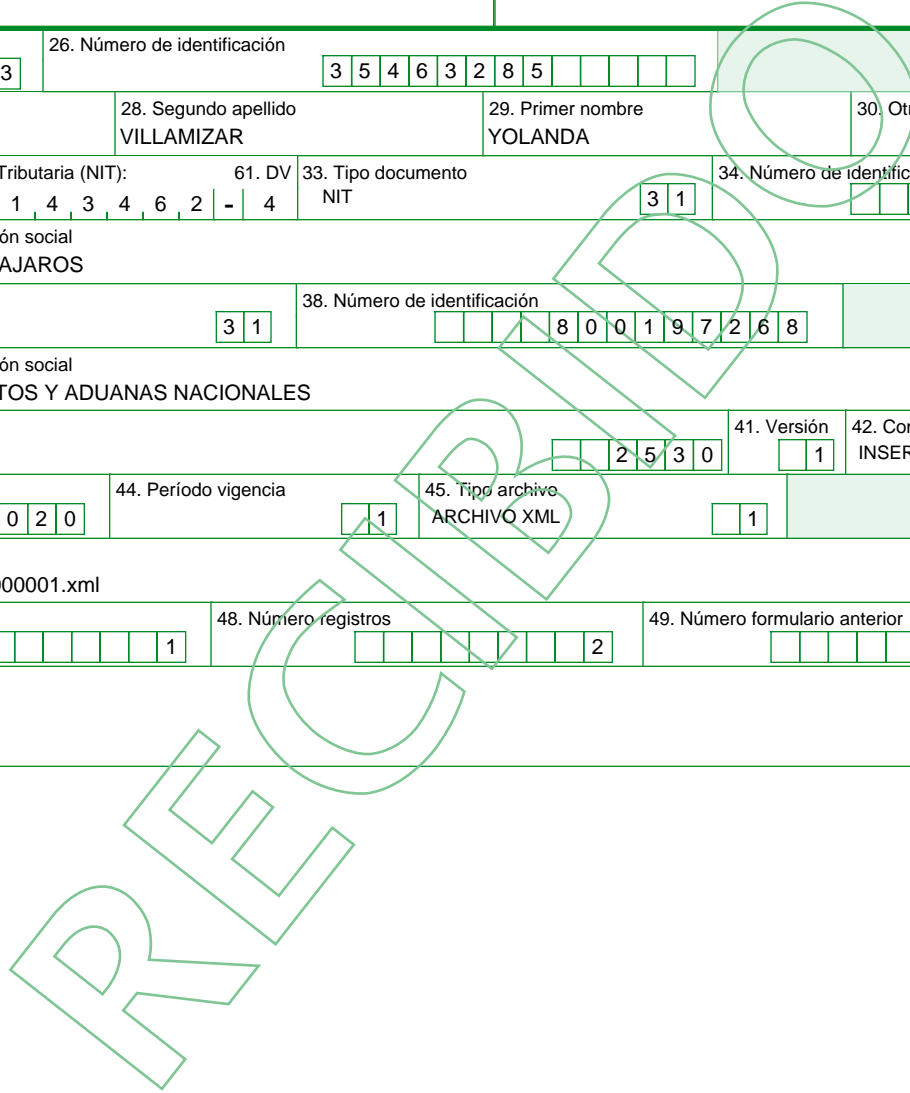 26. Número de identificación
3 3 5 4 6 3 2 8 5
28. Segundo apellido 29. Primer nombre 30. Otr
VILLAMIZAR YOLANDA
Tributaria (NIT): 61. DV 33. Tipo documento 34. Número de identific
1 4 3 4 6 2 - 4 NIT 3 1
ón social
AJAROS
38. Número de identificación
3 1 8 0 0 1 9 7 2 6 8
ón social
TOS Y ADUANAS NACIONALES
41. Versión 42. Con
2 5 3 0 1 INSER
44. Período vigencia 45. Tipo archivo
0 2 0 1 ARCHIVO XML 1
000001.xml
48. Número registros 49. Número formulario anterior
1 2
RECIBIDO